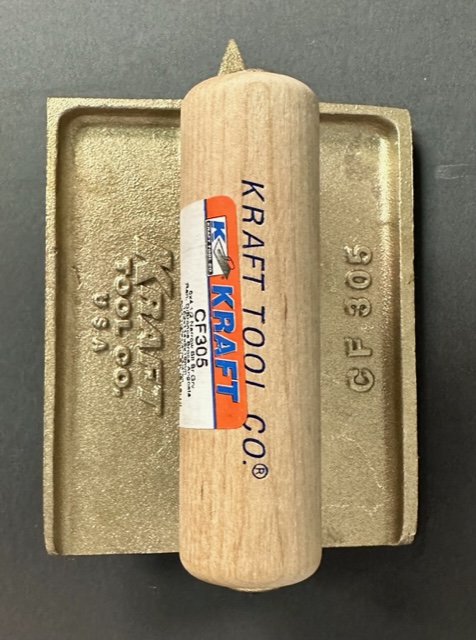 KRAFT TOOL CO.®
KRAFT
CF305
KRAFT
TOOL CO.
USA
CF 305